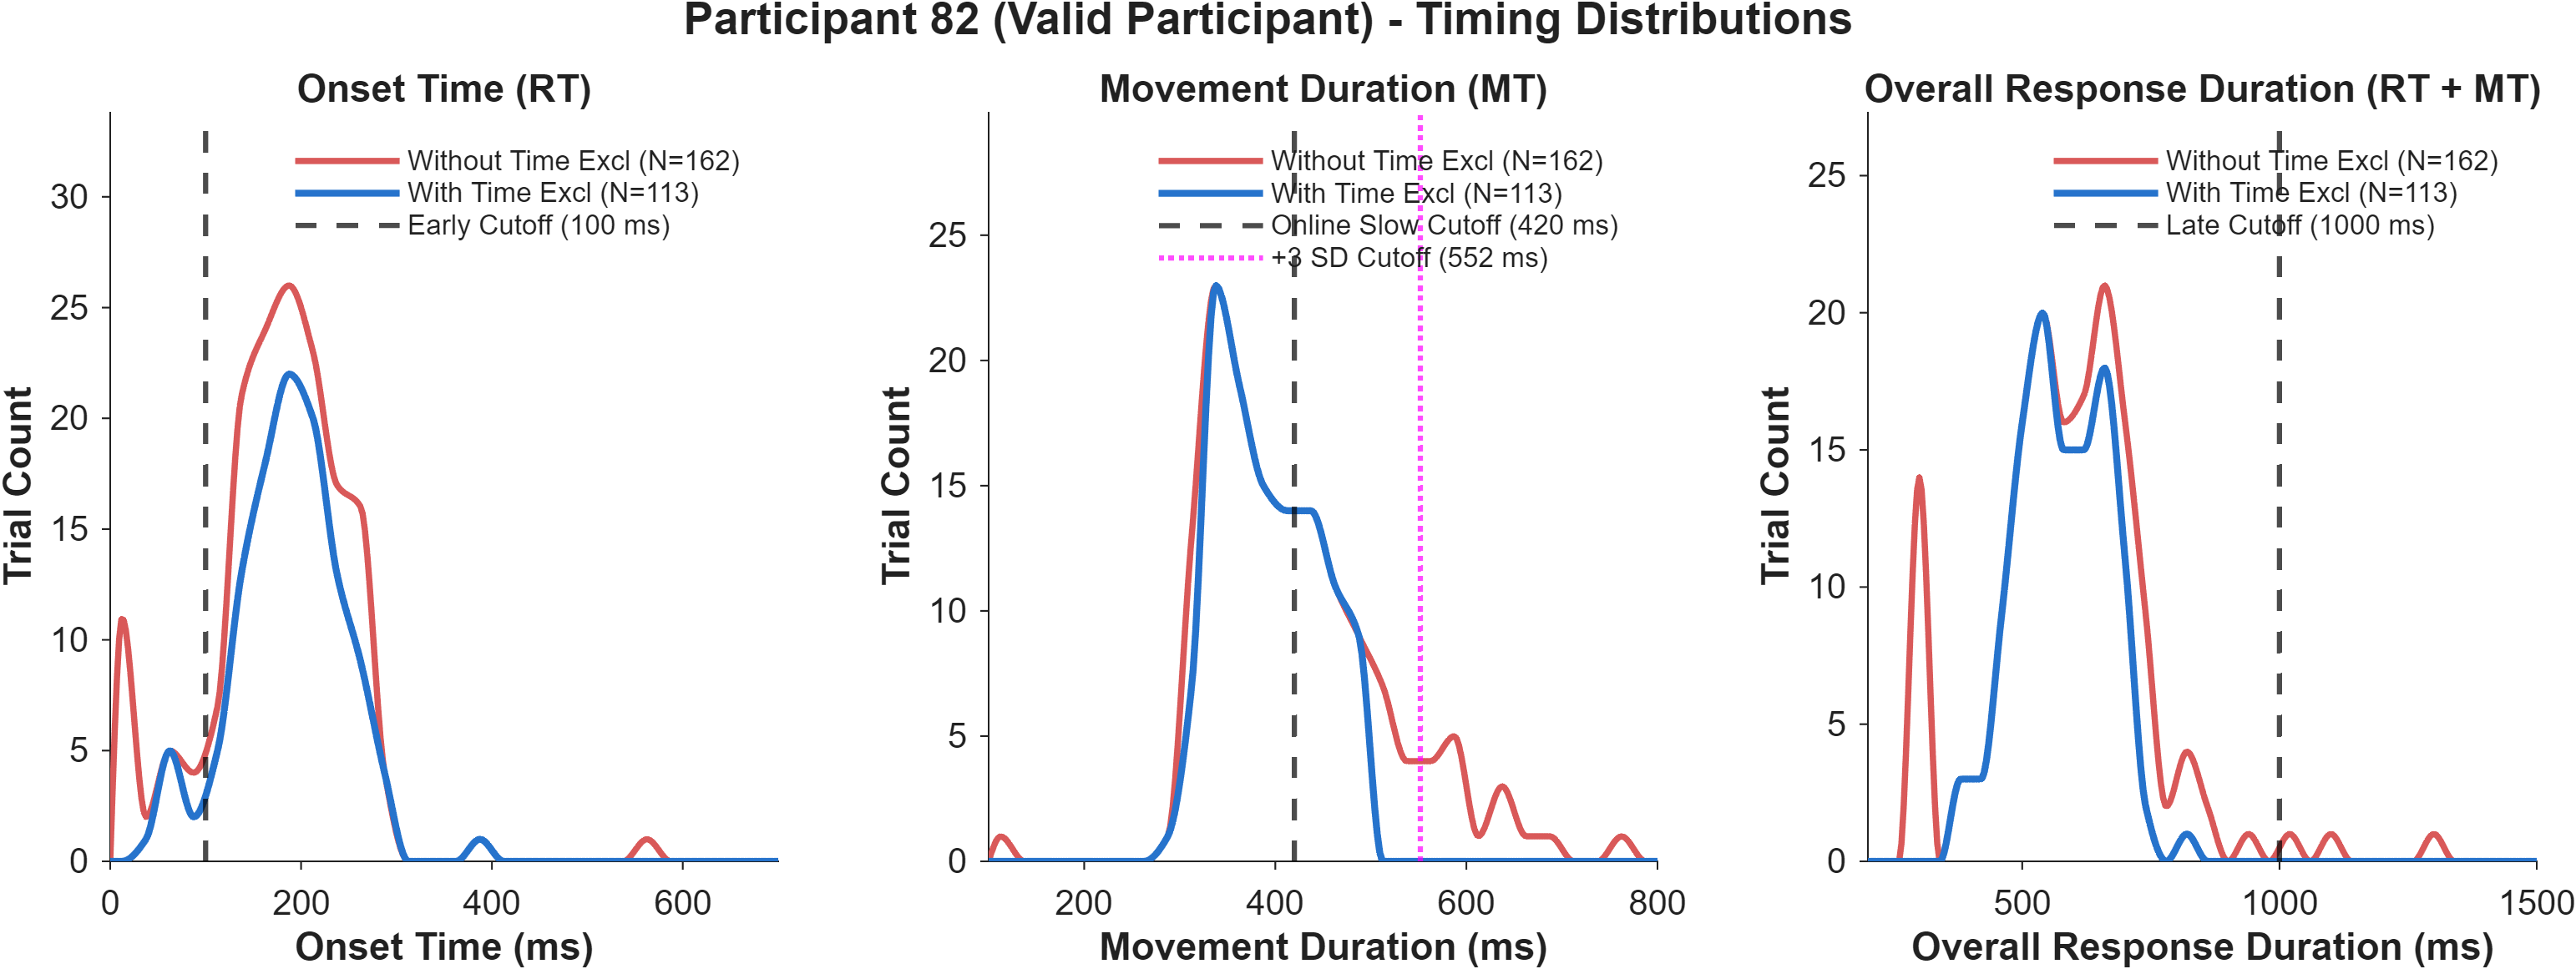 Participant 82 (Valid Participant) - Timing Distributions
Onset Time (RT)
Without Time Excl (N=162)
With Time Excl (N=113)
Early Cutoff (100 ms)
Trial Count
0
5
10
15
20
25
30
0
200
400
600
Onset Time (ms)
Movement Duration (MT)
Without Time Excl (N=162)
With Time Excl (N=113)
Online Slow Cutoff (420 ms)
+3 SD Cutoff (552 ms)
Trial Count
0
5
10
15
20
25
200
400
600
800
Movement Duration (ms)
Overall Response Duration (RT + MT)
Without Time Excl (N=162)
With Time Excl (N=113)
Late Cutoff (1000 ms)
Trial Count
0
5
10
15
20
25
500
1000
1500
Overall Response Duration (ms)